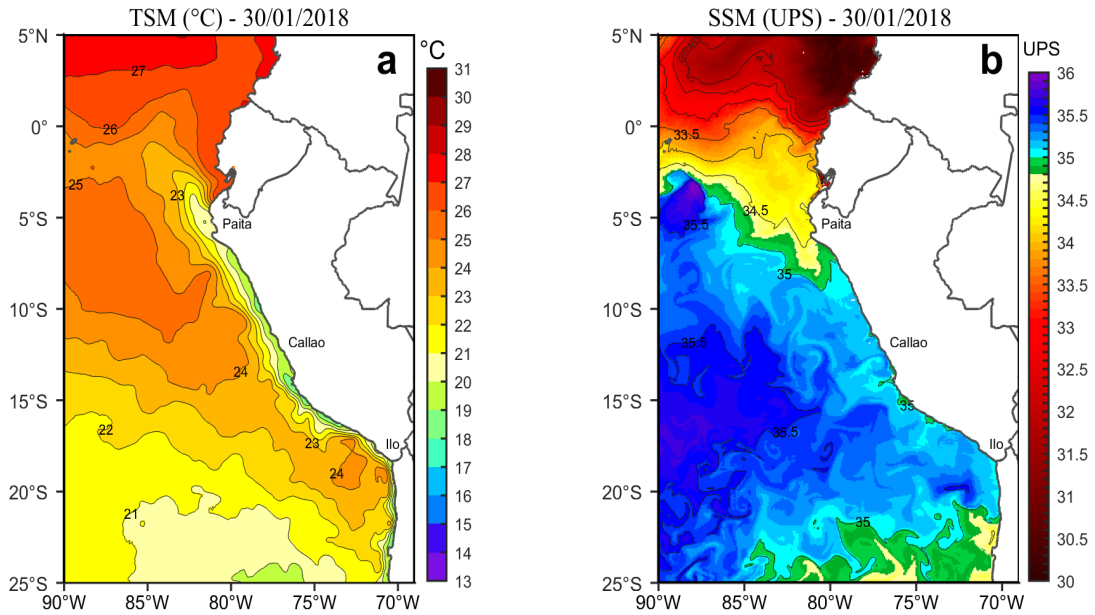 TSM (°C) - 30/01/2018
5°N
0°
5°S
10°S
15°S
20°S
25°S
90°W 85°W 80°W 75°W 70°W
a
27
26
25
23
Paita
Callao
24
22
23
Ilo
24
21
°C
31
30
29
28
27
26
25
24
23
22
21
20
19
18
17
16
15
14
13
SSM (UPS) - 30/01/2018
5°N
0°
5°S
10°S
15°S
20°S
25°S
90°W 85°W 80°W 75°W 70°W
b
33.5
34.5
35.5
Paita
35
35.5
Callao
35
35.5
Ilo
35
UPS
36
35.5
35
34.5
34
33.5
33
32.5
32
31.5
31
30.5
30